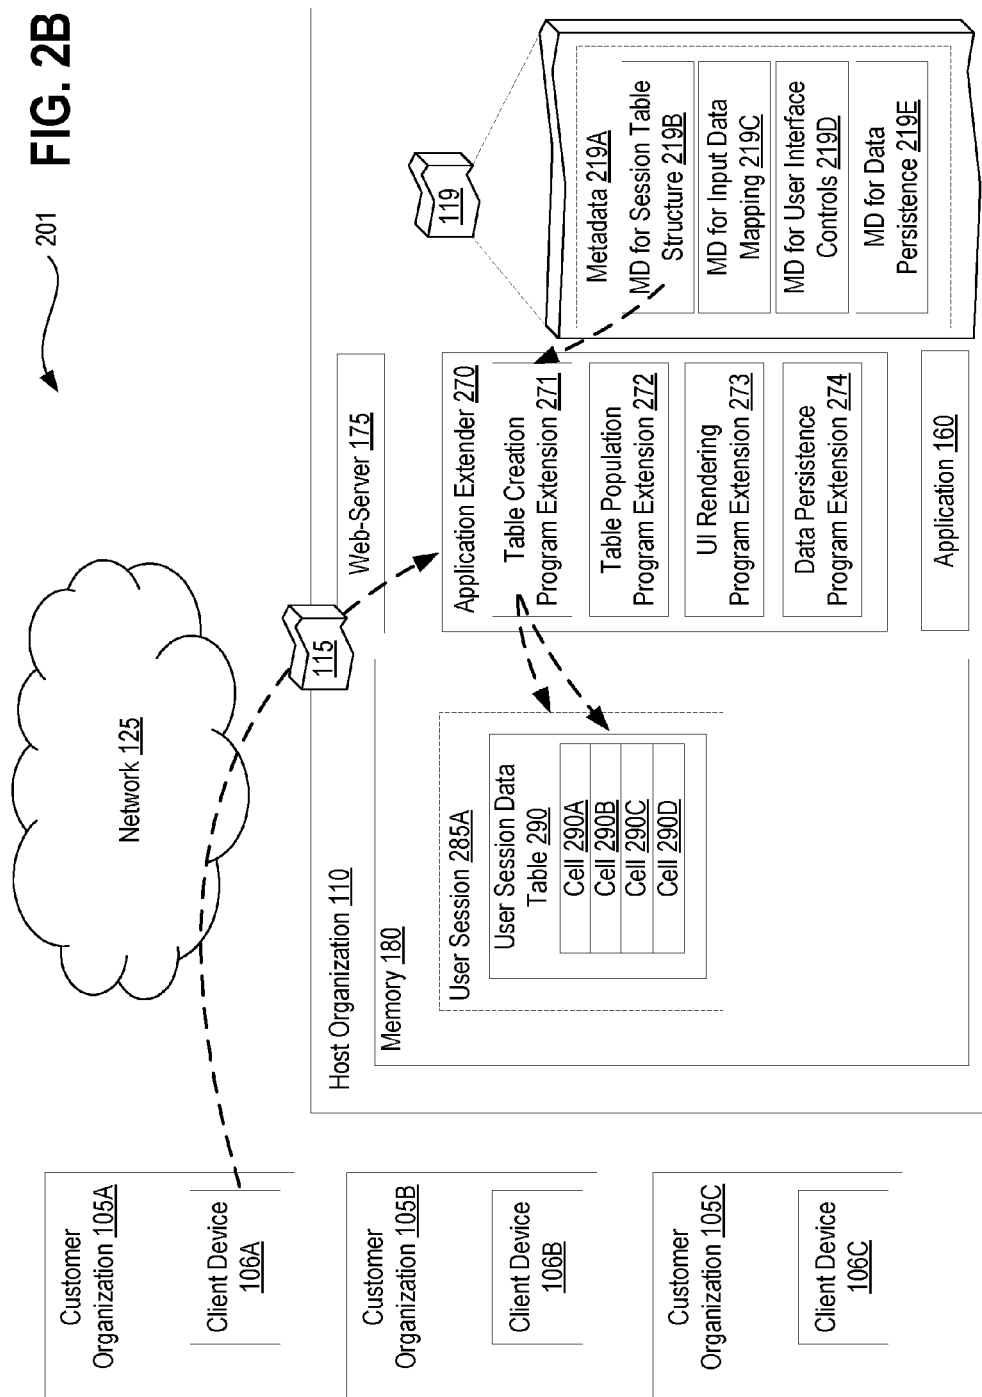 FIG. 2B
201
Network 125
Customer
Organization 105A
Client Device
106A
Customer
Organization 105B
Client Device
106B
Customer
Organization 105C
Client Device
106C
Host Organization 110
115
Web-Server 175
Memory 180
User Session 285A
User Session Data
Table 290
Cell 290A
Cell 290B
Cell 290C
Cell 290D
Application Extender 270
Table Creation
Program Extension 271
Table Population
Program Extension 272
UI Rendering
Program Extension 273
Data Persistence
Program Extension 274
Application 160
119
Metadata 219A
MD for Session Table
Structure 219B
MD for Input Data
Mapping 219C
MD for User Interface
Controls 219D
MD for Data
Persistence 219E